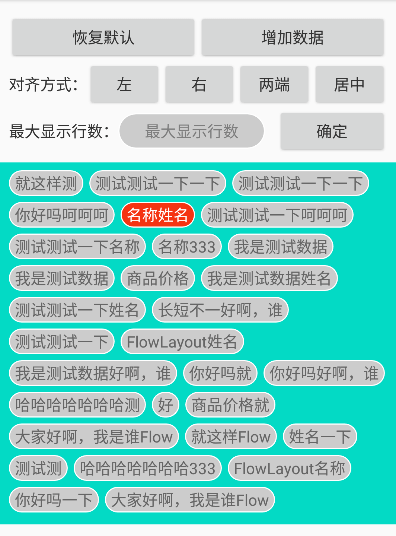 恢复默认 增加数据
对齐方式: 左 右 两端 居中
最大显示行数: 最大显示行数 确定
就这样测 测试测试一下一下 测试测试一下一下
你好吗呵呵呵 名称姓名 测试测试一下呵呵呵
测试测试一下名称 名称333 我是测试数据
我是测试数据 商品价格 我是测试数据姓名
测试测试一下姓名 长短不一好啊，谁
测试测试一下 FlowLayout姓名
我是测试数据好啊，谁 你好吗就 你好吗好啊，谁
哈哈哈哈哈哈哈测 好 商品价格就
大家好啊，我是谁Flow 就这样Flow 姓名一下
测试测 哈哈哈哈哈哈哈333 FlowLayout名称
你好吗一下 大家好啊，我是谁Flow